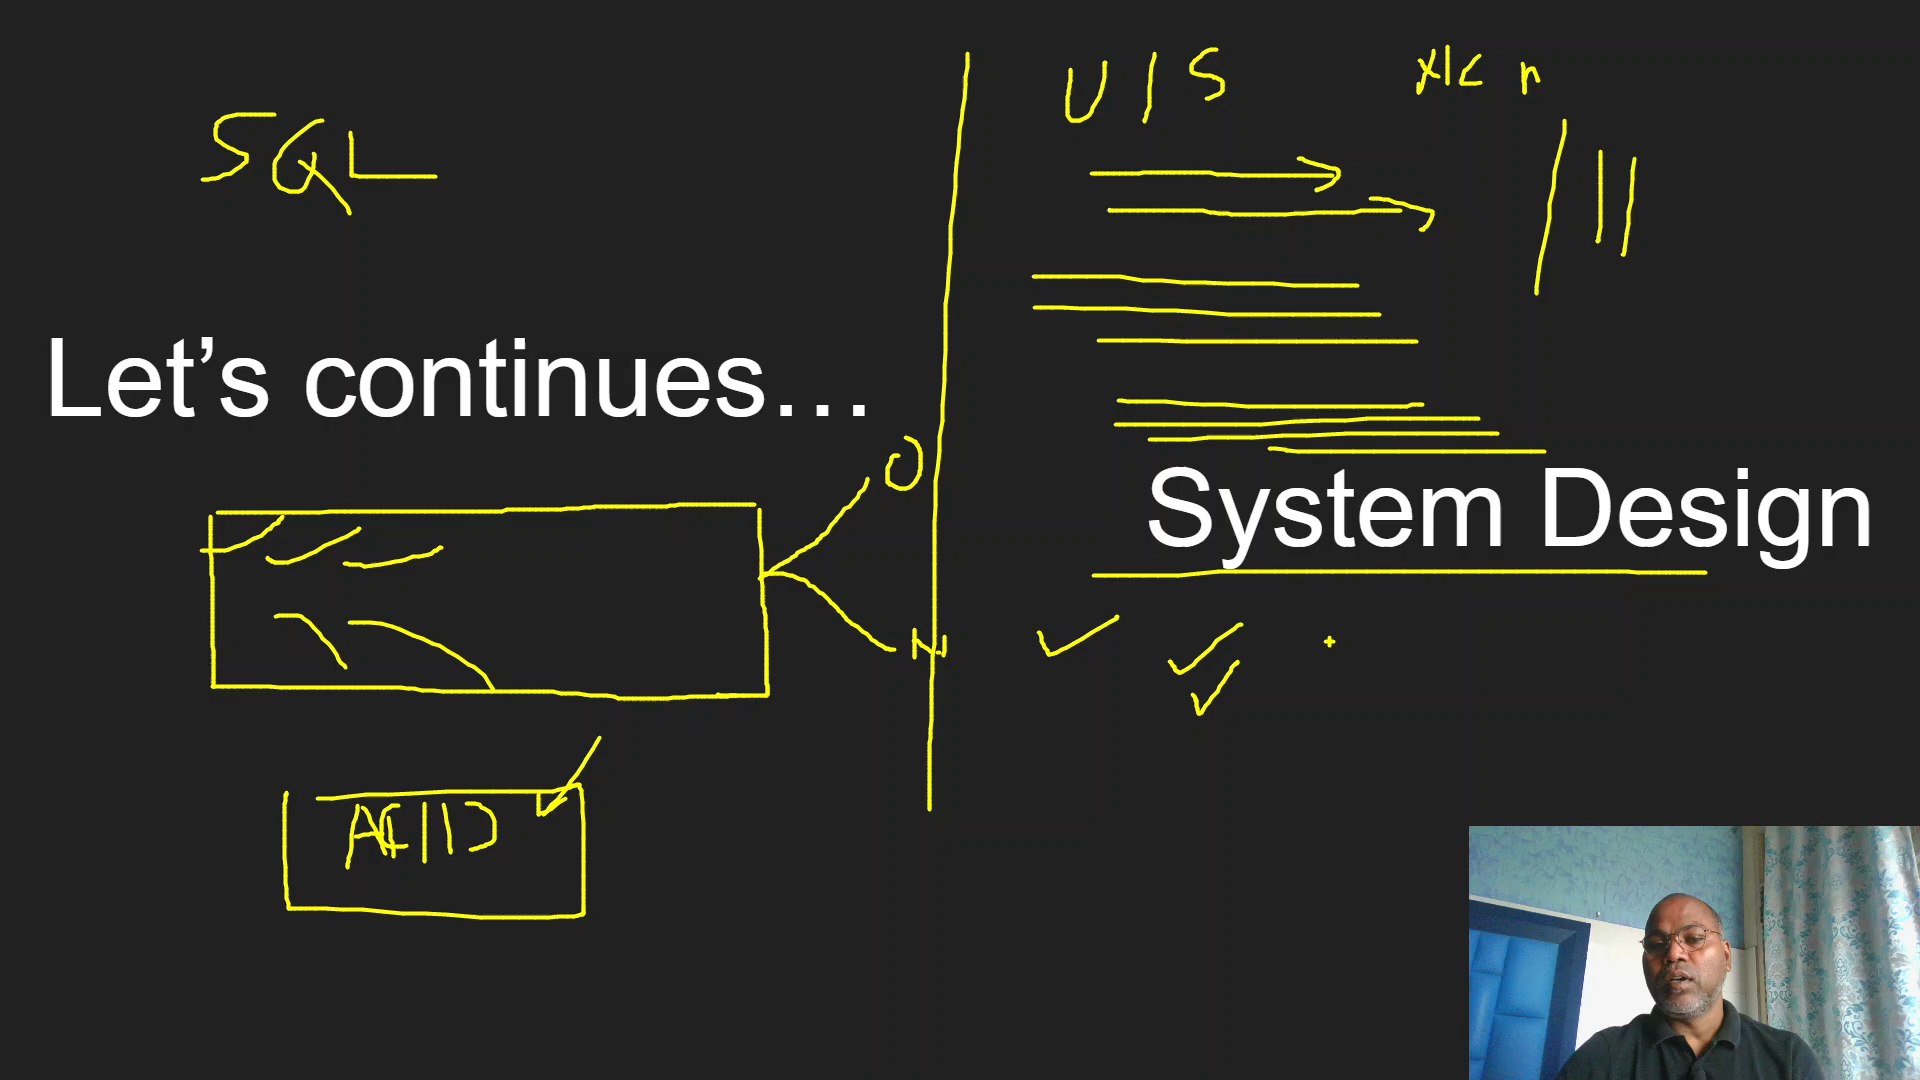 SQL
U/S
Let's continues…
System Design
O
N
ACID